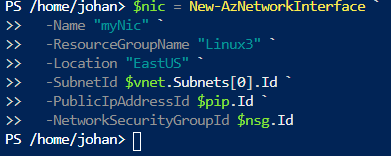 PS /home/johan> $nic = New-AzNetworkInterface `
>>   -Name "myNic" `
>>   -ResourceGroupName "Linux3" `
>>   -Location "EastUS" `
>>   -SubnetId $vnet.Subnets[0].Id `
>>   -PublicIpAddressId $pip.Id `
>>   -NetworkSecurityGroupId $nsg.Id
PS /home/johan>